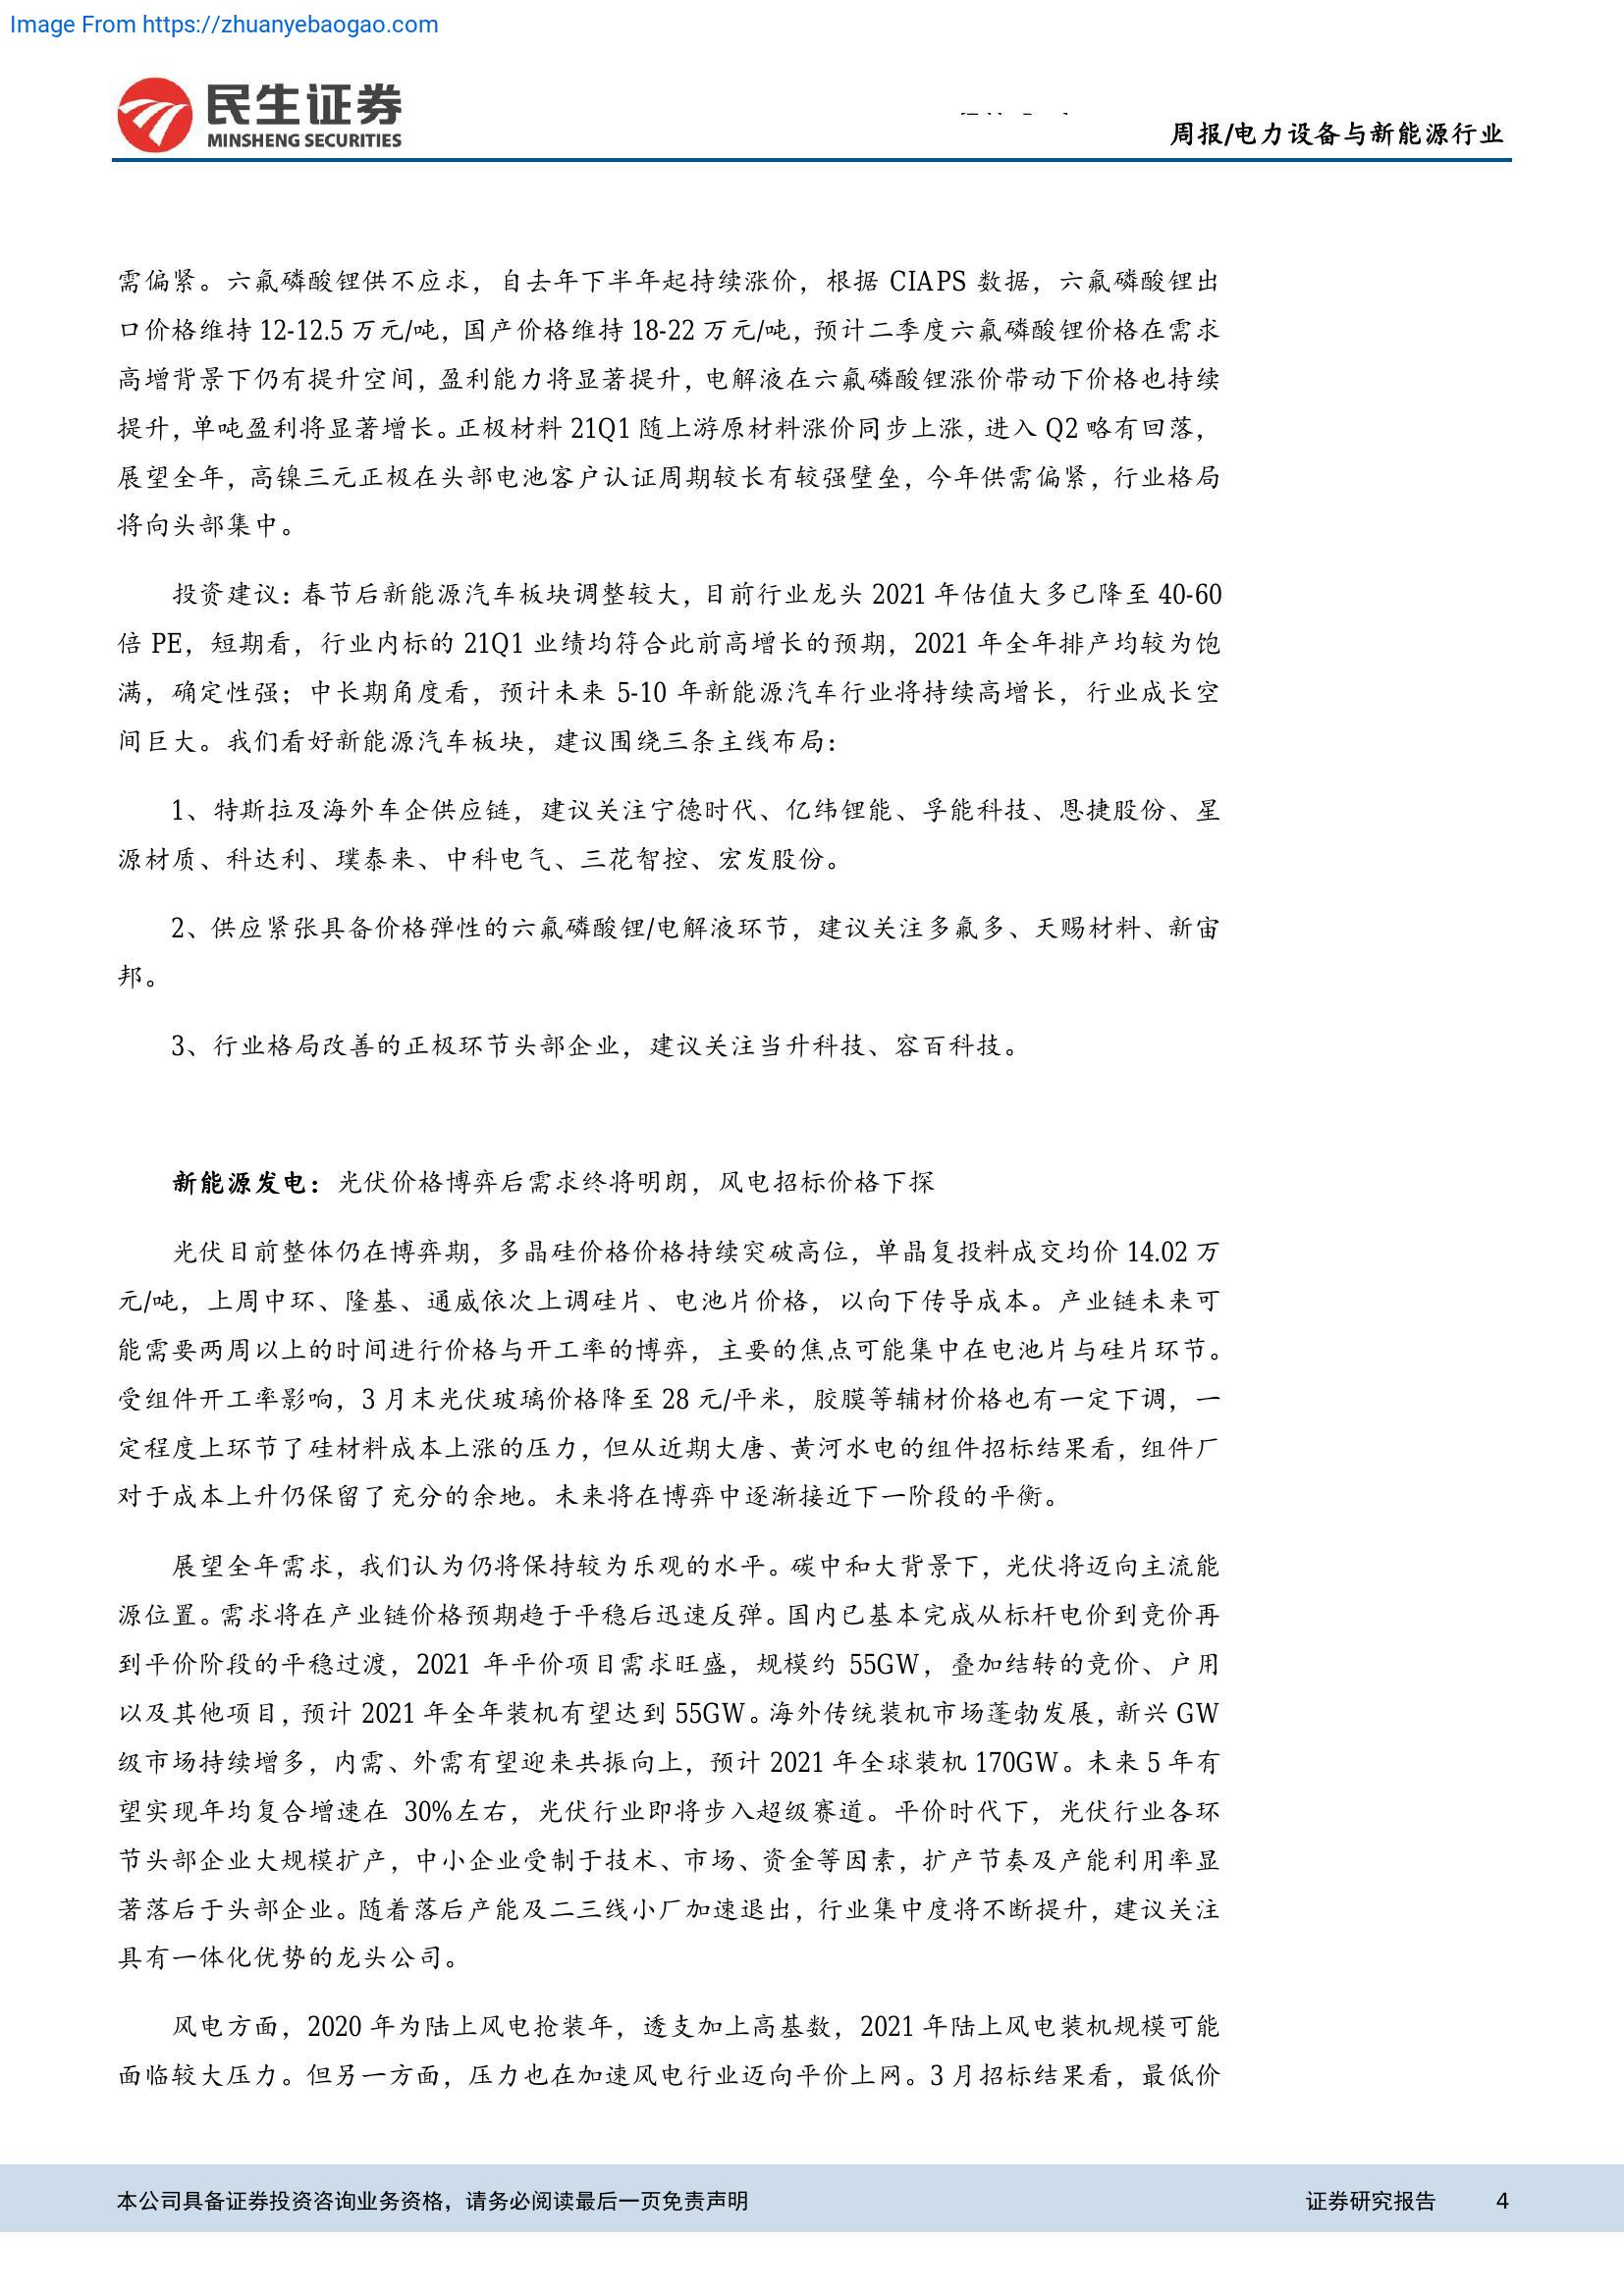 Image From https://zhuanyebaogao.com
民生证券
MINSHENG SECURITIES
周报/电力设备与新能源行业
需偏紧。六氟磷酸锂供不应求，自去年下半年起持续涨价，根据 CIAPS 数据，六氟磷酸锂出
口价格维持 12-12.5 万元/吨，国产价格维持 18-22 万元/吨，预计二季度六氟磷酸锂价格在需求
高增背景下仍有提升空间，盈利能力将显著提升，电解液在六氟磷酸锂涨价带动下价格也持续
提升，单吨盈利将显著增长。正极材料 21Q1 随上游原材料涨价同步上涨，进入 Q2 略有回落，
展望全年，高镍三元正极在头部电池客户认证周期较长有较强壁垒，今年供需偏紧，行业格局
将向头部集中。
投资建议：春节后新能源汽车板块调整较大，目前行业龙头 2021 年估值大多已降至 40-60
倍 PE，短期看，行业内标的 21Q1 业绩均符合此前高增长的预期，2021 年全年排产均较为饱
满，确定性强；中长期角度看，预计未来 5-10 年新能源汽车行业将持续高增长，行业成长空
间巨大。我们看好新能源汽车板块，建议围绕三条主线布局：
1、特斯拉及海外车企供应链，建议关注宁德时代、亿纬锂能、孚能科技、恩捷股份、星
源材质、科达利、璞泰来、中科电气、三花智控、宏发股份。
2、供应紧张具备价格弹性的六氟磷酸锂/电解液环节，建议关注多氟多、天赐材料、新宙
邦。
3、行业格局改善的正极环节头部企业，建议关注当升科技、容百科技。
新能源发电：光伏价格博弈后需求终将明朗，风电招标价格下探
光伏目前整体仍在博弈期，多晶硅价格价格持续突破高位，单晶复投料成交均价 14.02 万
元/吨，上周中环、隆基、通威依次上调硅片、电池片价格，以向下传导成本。产业链未来可
能需要两周以上的时间进行价格与开工率的博弈，主要的焦点可能集中在电池片与硅片环节。
受组件开工率影响，3 月末光伏玻璃价格降至 28 元/平米，胶膜等辅材价格也有一定下调，一
定程度上环节了硅材料成本上涨的压力，但从近期大唐、黄河水电的组件招标结果看，组件厂
对于成本上升仍保留了充分的余地。未来将在博弈中逐渐接近下一阶段的平衡。
展望全年需求，我们认为仍将保持较为乐观的水平。碳中和大背景下，光伏将迈向主流能
源位置。需求将在产业链价格预期趋于平稳后迅速反弹。国内已基本完成从标杆电价到竞价再
到平价阶段的平稳过渡，2021 年平价项目需求旺盛，规模约 55GW，叠加结转的竞价、户用
以及其他项目，预计 2021 年全年装机有望达到 55GW。海外传统装机市场蓬勃发展，新兴 GW
级市场持续增多，内需、外需有望迎来共振向上，预计 2021 年全球装机 170GW。未来 5 年有
望实现年均复合增速在 30%左右，光伏行业即将步入超级赛道。平价时代下，光伏行业各环
节头部企业大规模扩产，中小企业受制于技术、市场、资金等因素，扩产节奏及产能利用率显
著落后于头部企业。随着落后产能及二三线小厂加速退出，行业集中度将不断提升，建议关注
具有一体化优势的龙头公司。
风电方面，2020 年为陆上风电抢装年，透支加上高基数，2021 年陆上风电装机规模可能
面临较大压力。但另一方面，压力也在加速风电行业迈向平价上网。3 月招标结果看，最低价
本公司具备证券投资咨询业务资格，请务必阅读最后一页免责声明
证券研究报告 4